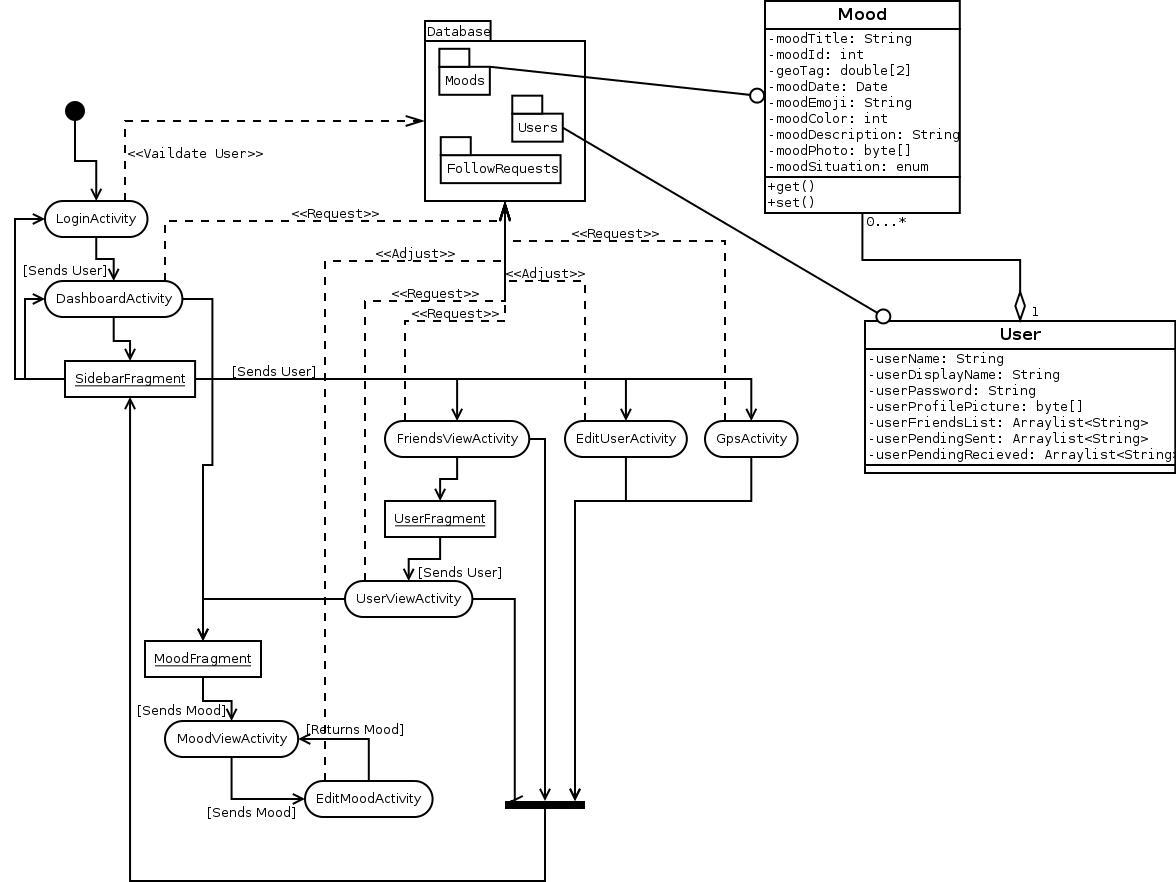 Mood
Database
-moodTitle: String
-moodId: int
-geoTag: double[2]
Moods
-moodDate: Date
-moodEmoji: String
-moodColor: int
Users
-moodDescription: String
<<Vaildate User>>
-moodPhoto: byte[]
FollowRequests
-moodSituation: enum
+get()
+set()
LoginActivity
<<Request>>
0...*
<<Request>>
<<Adjust>>
[Sends User]
<<Adjust>>
DashboardActivity
<<Request>>
<<Request>>
1
User
-userName: String
SidebarFragment
[Sends User]
-userDisplayName: String
-userPassword: String
-userProfilePicture: byte[]
-userFriendsList: Arraylist<String>
FriendsViewActivity
EditUserActivity
GpsActivity
-userPendingSent: Arraylist<String>
-userPendingRecieved: Arraylist<String>
UserFragment
[Sends User]
UserViewActivity
MoodFragment
[Sends Mood]
MoodViewActivity
[Returns Mood]
EditMoodActivity
[Sends Mood]